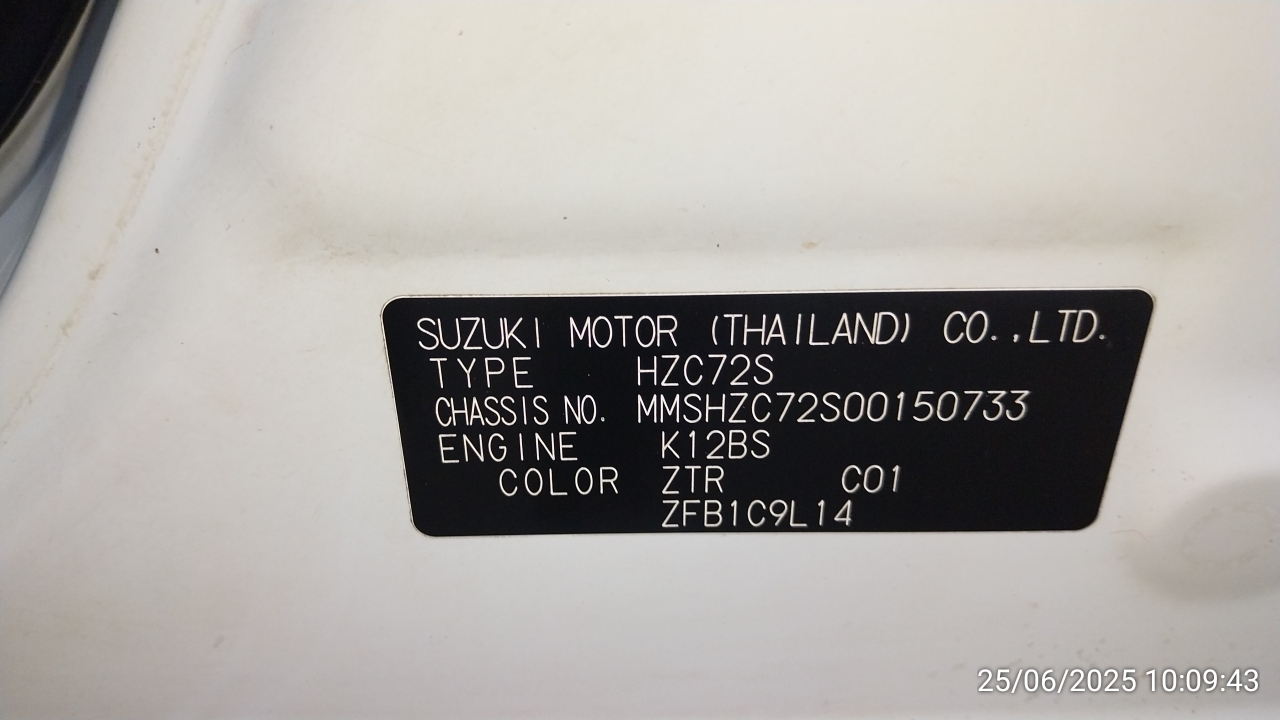 SUZUKI MOTOR (THAILAND) CO.,LTD.
TYPE HZC72S
CHASSIS NO. MMSHZC72S00150733
ENGINE K12BS
COLOR ZTR C01
ZFB1C9L14
25/06/2025 10:09:43